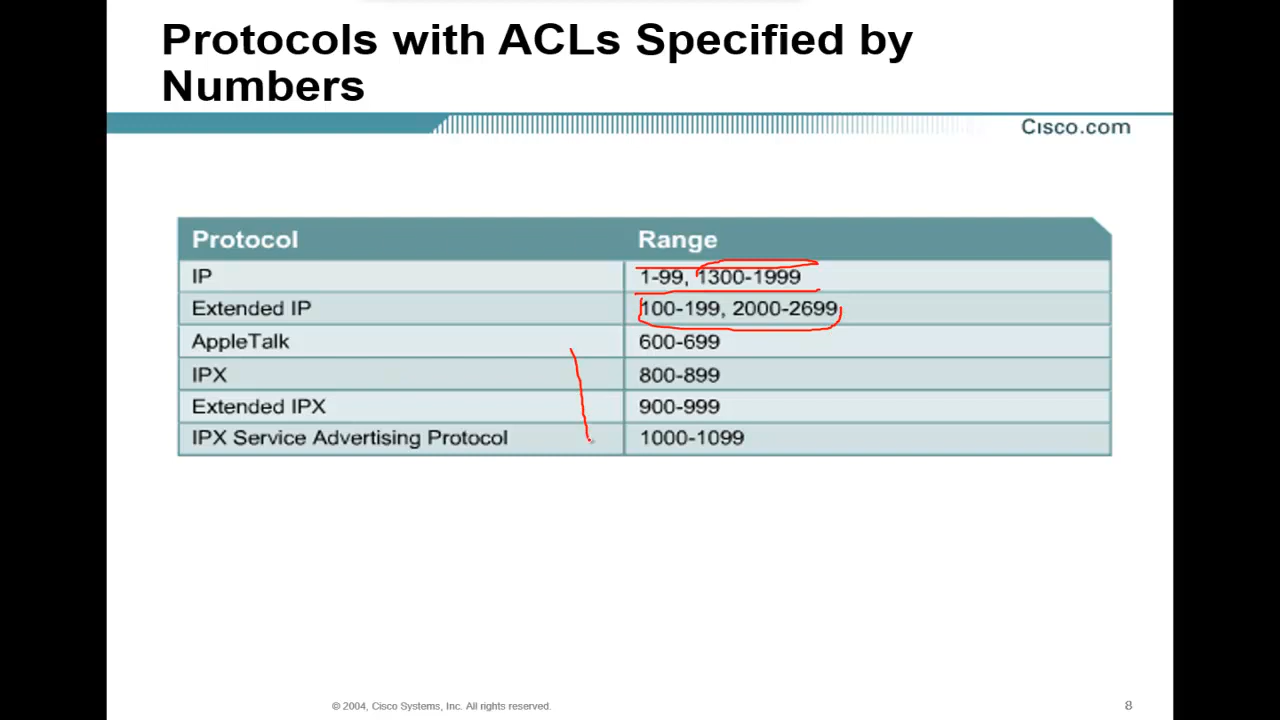 Protocols with ACLs Specified by
Numbers
Cisco.com
Protocol Range
IP 1-99, 1300-1999
Extended IP 100-199, 2000-2699
AppleTalk 600-699
IPX 800-899
Extended IPX 900-999
IPX Service Advertising Protocol 1000-1099
© 2004, Cisco Systems, Inc. All rights reserved. 8